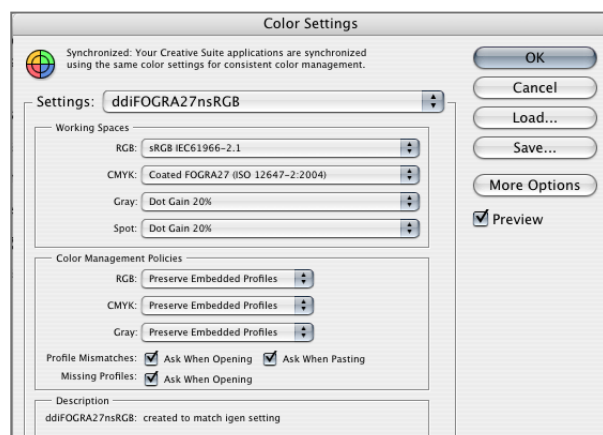 Color Settings
Synchronized: Your Creative Suite applications are synchronized
using the same color settings for consistent color management.
Settings: ddiFOGRA27nsRGB
Working Spaces
RGB: sRGB IEC61966-2.1
CMYK: Coated FOGRA27 (ISO 12647-2:2004)
Gray: Dot Gain 20%
Spot: Dot Gain 20%
Color Management Policies
RGB: Preserve Embedded Profiles
CMYK: Preserve Embedded Profiles
Gray: Preserve Embedded Profiles
Profile Mismatches: Ask When Opening Ask When Pasting
Missing Profiles: Ask When Opening
Description
ddiFOGRA27nsRGB: created to match igen setting
OK
Cancel
Load...
Save...
More Options
Preview